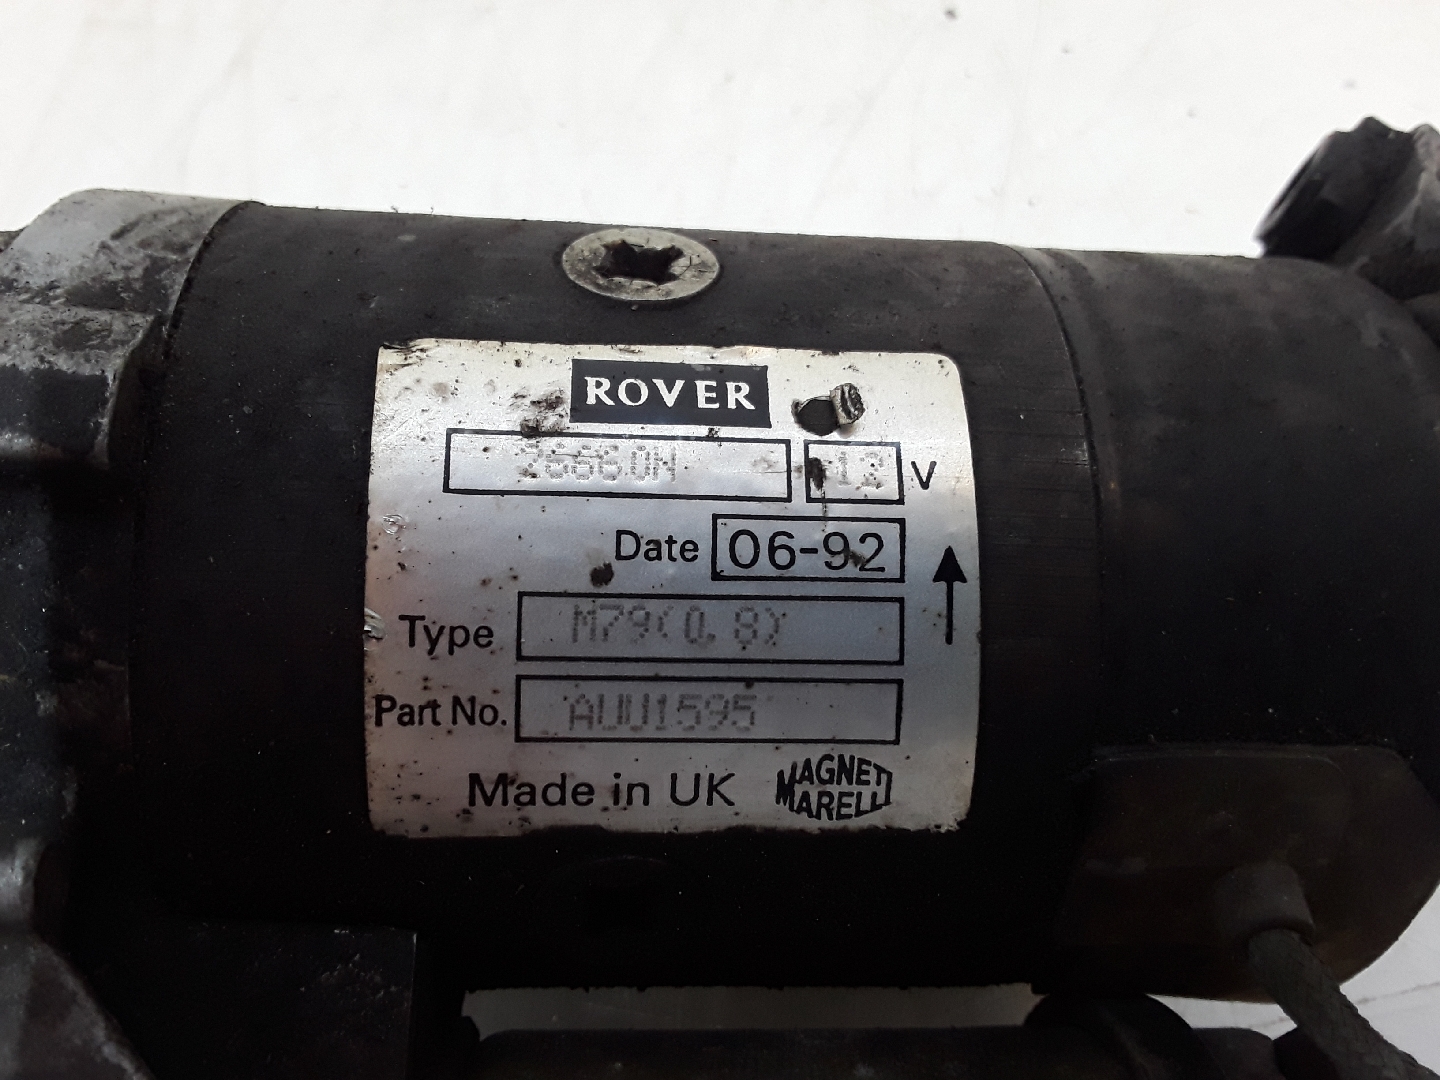 ROVER
26660N 12 V
Date 06-92
Type M79(0.8)
Part No. AUU1595
Made in UK MAGNETI MARELLI